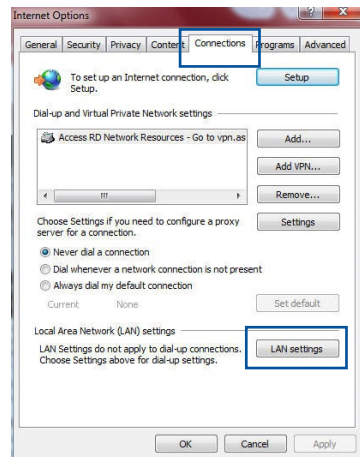 Internet Options
General Security Privacy Content Connections Programs Advanced
To set up an Internet connection, click
Setup.
Setup
Dial-up and Virtual Private Network settings
Access RD Network Resources - Go to vpn.as
Add...
Add VPN...
Remove...
Choose Settings if you need to configure a proxy
server for a connection.
Settings
Never dial a connection
Dial whenever a network connection is not present
Always dial my default connection
Current None
Set default
Local Area Network (LAN) settings
LAN Settings do not apply to dial-up connections.
Choose Settings above for dial-up settings.
LAN settings
OK Cancel Apply